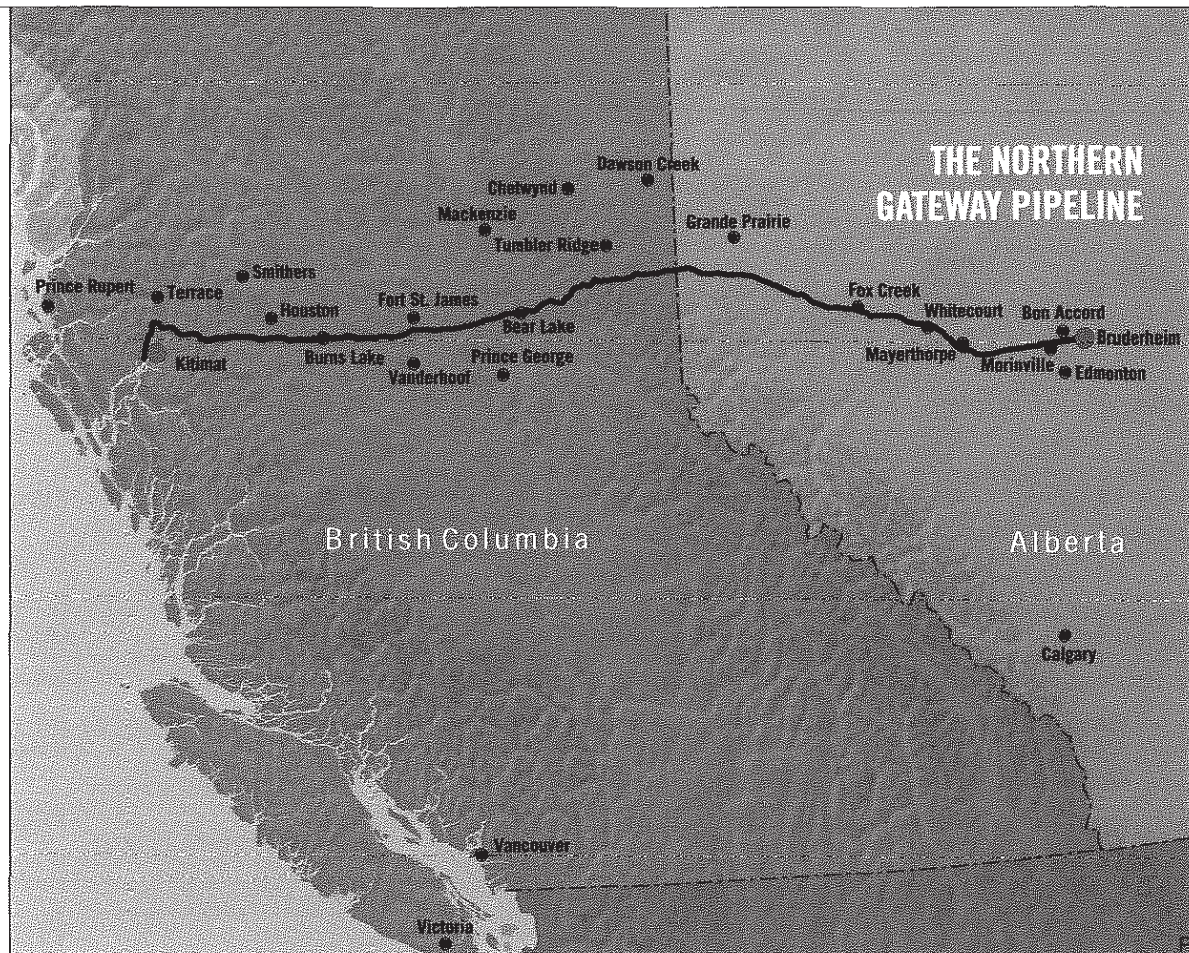 THE NORTHERN
GATEWAY PIPELINE
Dawson Creek
Chetwynd
Mackenzie
Tumbler Ridge
Grande Prairie
Smithers
Prince Rupert
Terrace
Houston
Fort St. James
Bear Lake
Fox Creek
Whitecourt
Bon Accord
Bruderheim
Kitimat
Burns Lake
Vanderhoof
Prince George
Mayerthorpe
Morinville
Edmonton
British Columbia
Alberta
Calgary
Vancouver
Victoria